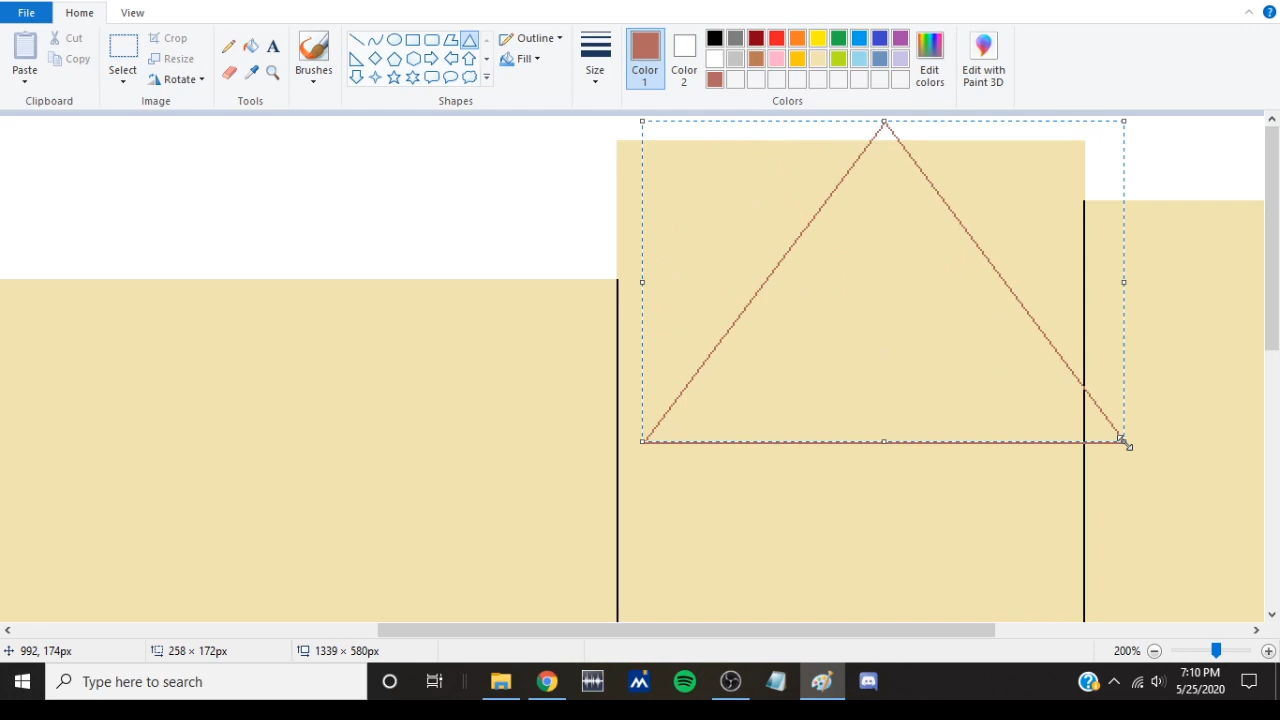 File Home View
Paste
Cut
Copy
Clipboard
Select
Crop
Resize
Rotate
Image
A
Tools
Brushes
Outline
Fill
Shapes
Size
Color
1
Color
2
Colors
Edit
colors
Edit with
Paint 3D
992, 174px 258 × 172px 1339 × 580px 200%
Type here to search
7:10 PM
5/25/2020